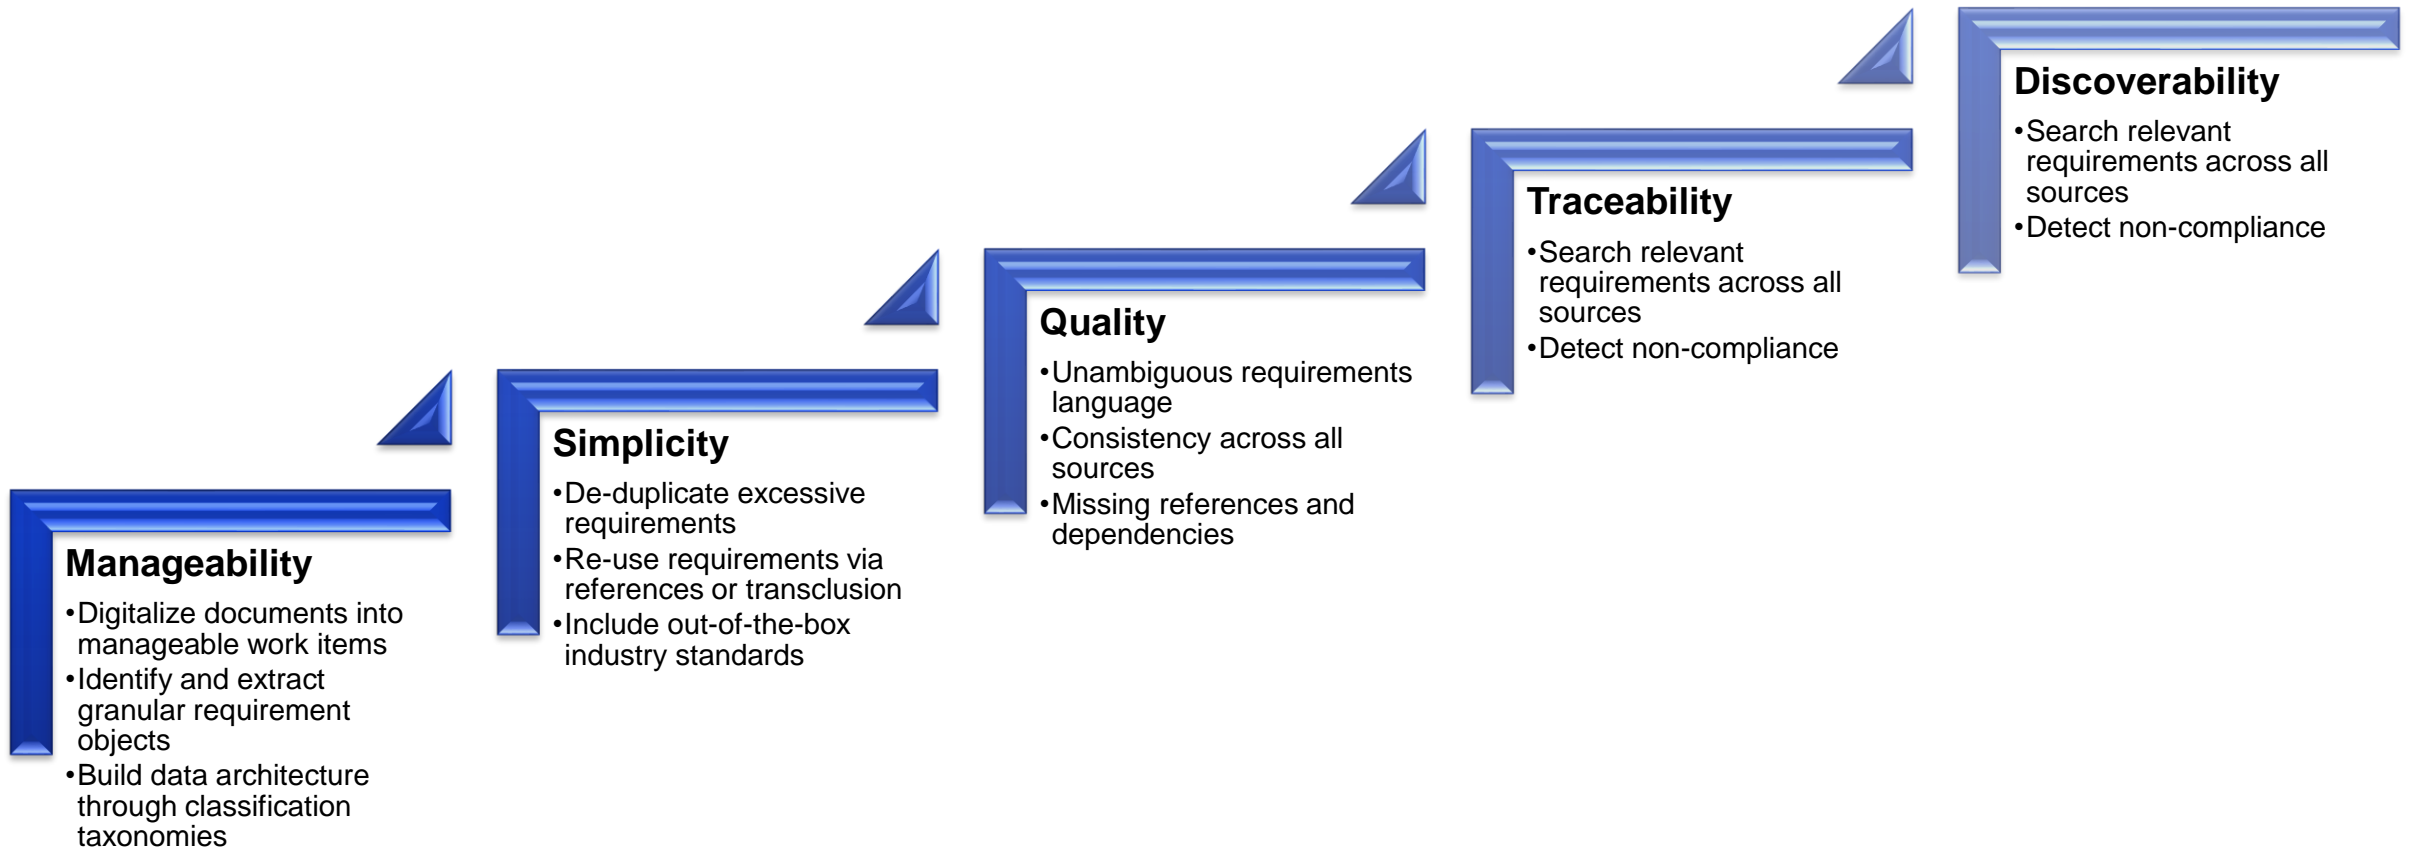 Manageability
•Digitalize documents into
manageable work items
•Identify and extract
granular requirement
objects
•Build data architecture
through classification
taxonomies
Simplicity
•De-duplicate excessive
requirements
•Re-use requirements via
references or transclusion
•Include out-of-the-box
industry standards
Quality
•Unambiguous requirements
language
•Consistency across all
sources
•Missing references and
dependencies
Traceability
•Search relevant
requirements across all
sources
•Detect non-compliance
Discoverability
•Search relevant
requirements across all
sources
•Detect non-compliance